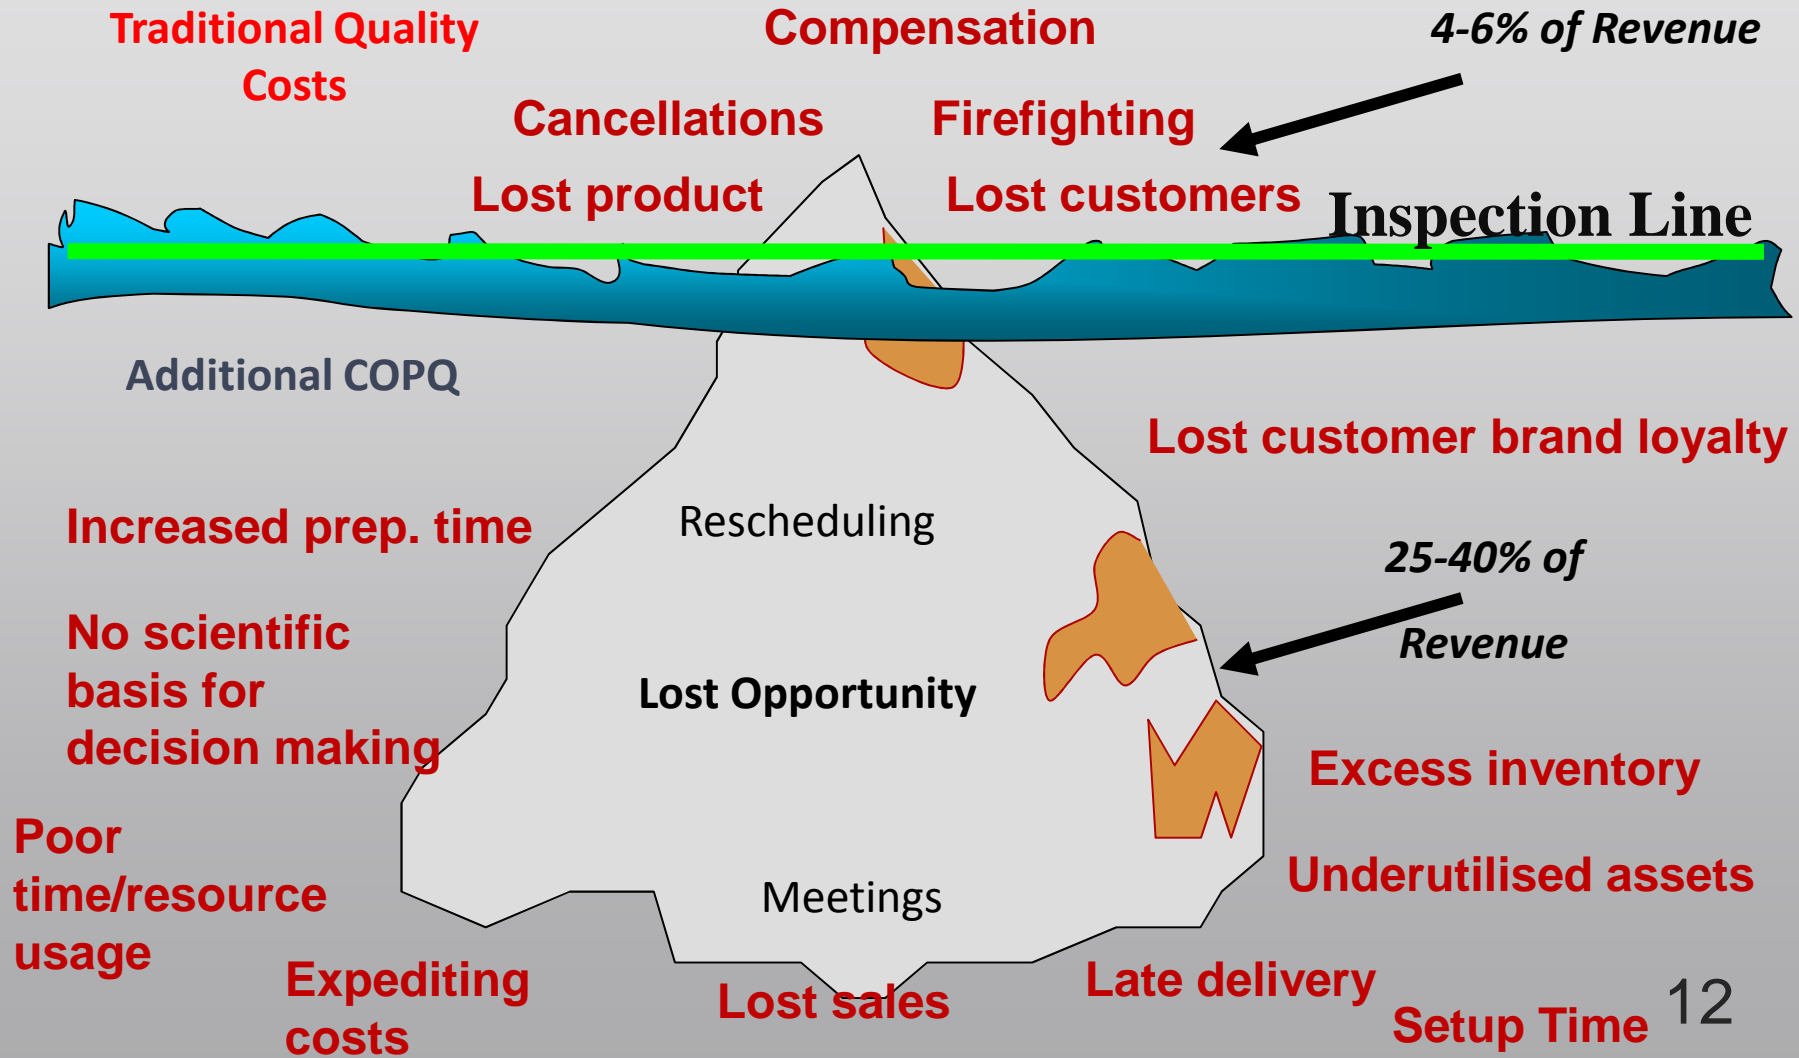 Traditional Quality
Costs
Compensation
4-6% of Revenue
Cancellations
Firefighting
Lost product
Lost customers
Inspection Line
Additional COPQ
Lost customer brand loyalty
Increased prep. time
Rescheduling
25-40% of
Revenue
No scientific
basis for
decision making
Lost Opportunity
Excess inventory
Poor
time/resource
usage
Underutilised assets
Meetings
Expediting
costs
Lost sales
Late delivery
Setup Time
12